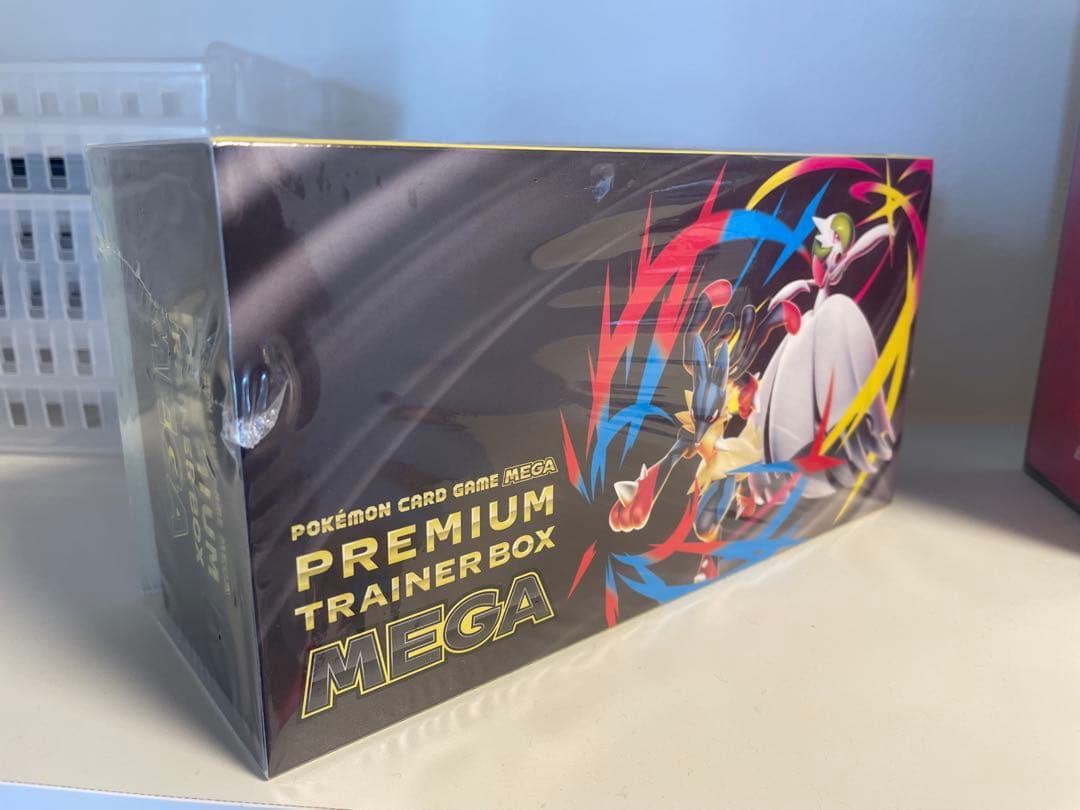 POKÉMON CARD GAME MEGA
PREMIUM
TRAINER BOX
MEGA